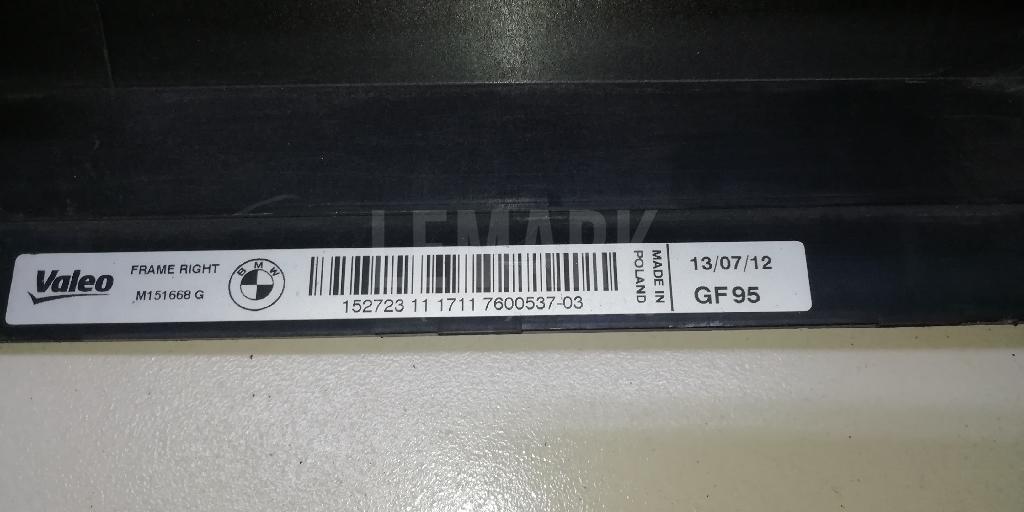 LEMARK
Valeo
FRAME RIGHT
M151668 G
BMW
152723 11 1711 7600537-03
MADE IN
POLAND
13/07/12
GF95